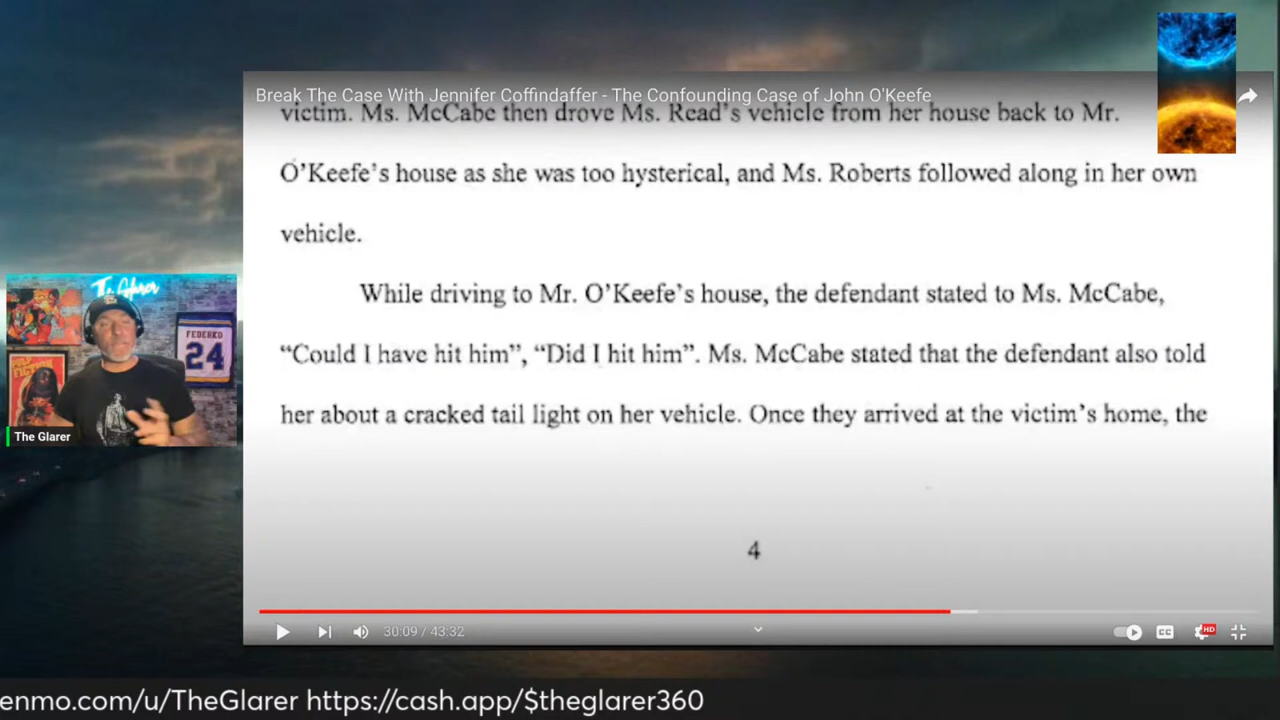 Break The Case With Jennifer Coffindaffer - The Confounding Case of John O'Keefe
victim. Ms. McCabe then drove Ms. Read's vehicle from her house back to Mr.
O'Keefe's house as she was too hysterical, and Ms. Roberts followed along in her own
vehicle.
While driving to Mr. O'Keefe's house, the defendant stated to Ms. McCabe,
“Could I have hit him”, “Did I hit him”. Ms. McCabe stated that the defendant also told
her about a cracked tail light on her vehicle. Once they arrived at the victim's home, the
4
The Glarer
FEDERKO
24
FICTION
The Glarer
30:09 / 43:32
CC
HD
enmo.com/u/TheGlarer https://cash.app/$theglarer360